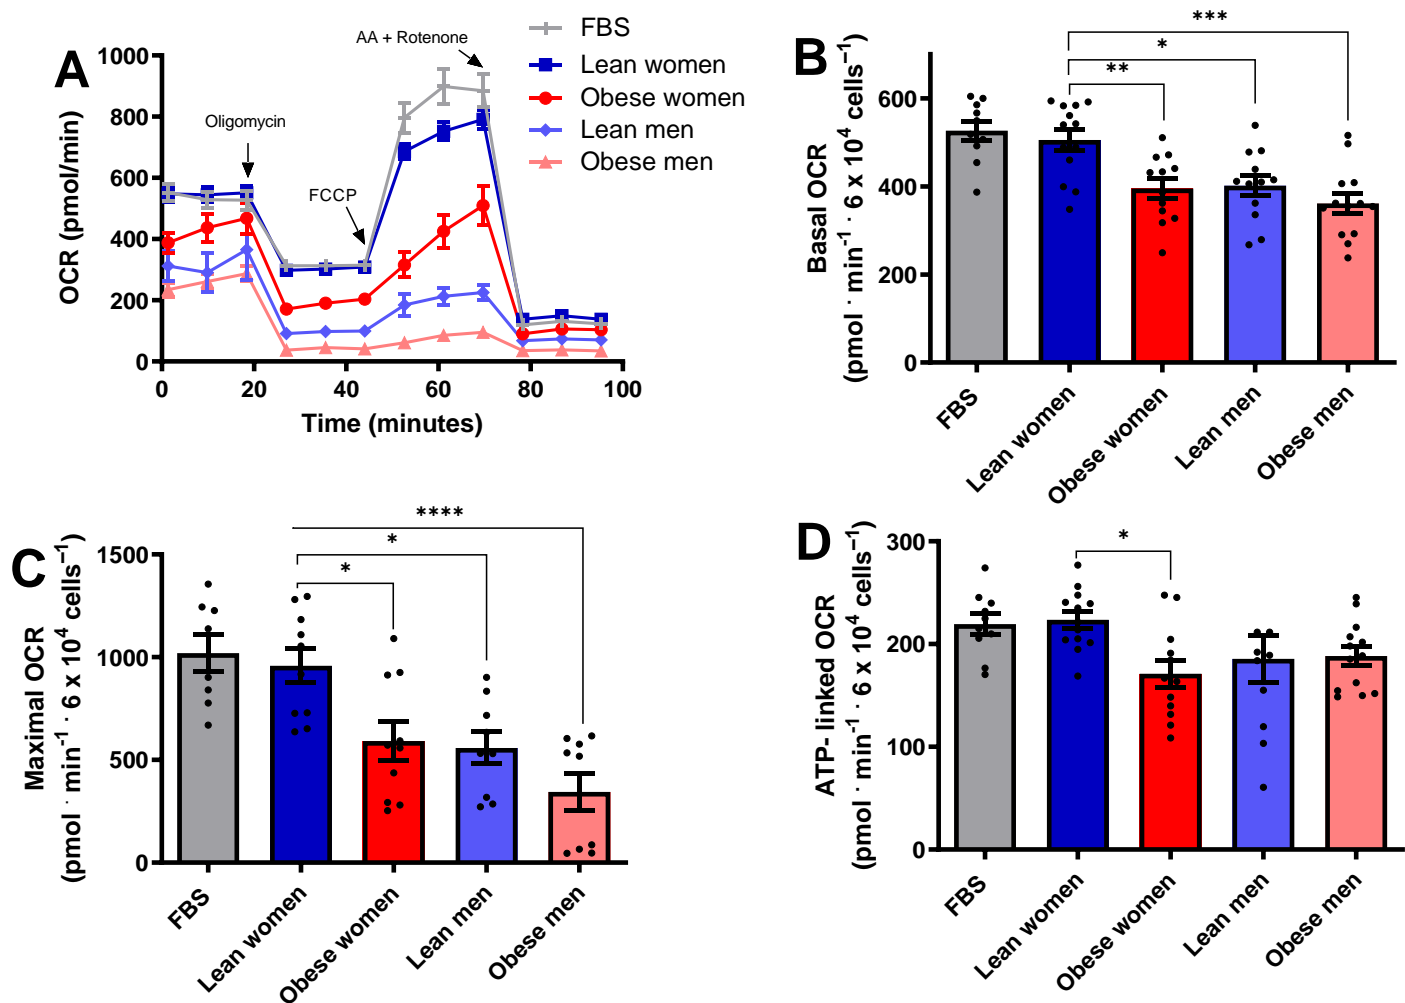 A
1000
800
600
400
200
0
OCR (pmol/min)
0
20
40
60
80
100
Time (minutes)
Oligomycin
FCCP
AA + Rotenone
FBS
Lean women
Obese women
Lean men
Obese men
B
***
*
**
600
400
200
0
Basal OCR
(pmol · min⁻¹ · 6 x 10⁴ cells⁻¹)
FBS
Lean women
Obese women
Lean men
Obese men
C
****
*
*
1500
1000
500
0
Maximal OCR
(pmol · min⁻¹ · 6 x 10⁴ cells⁻¹)
FBS
Lean women
Obese women
Lean men
Obese men
D
*
300
200
100
0
ATP- linked OCR
(pmol · min⁻¹ · 6 x 10⁴ cells⁻¹)
FBS
Lean women
Obese women
Lean men
Obese men